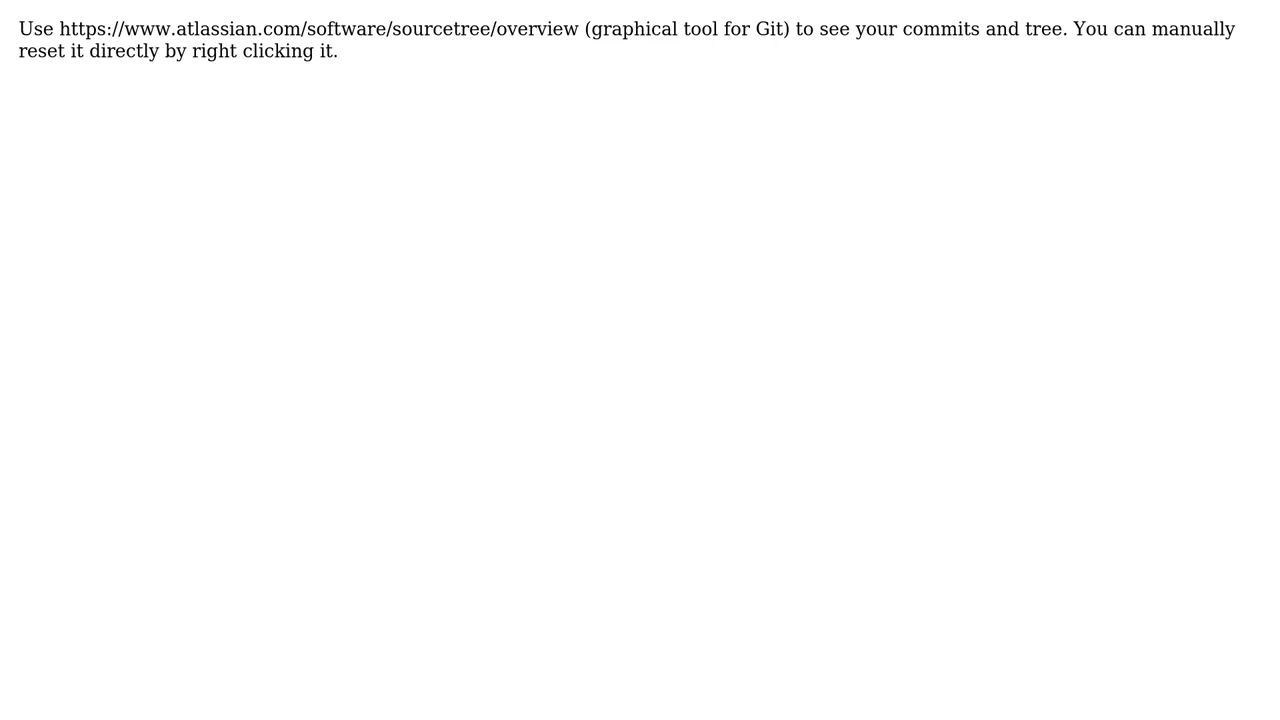 Use https://www.atlassian.com/software/sourcetree/overview (graphical tool for Git) to see your commits and tree. You can manually
reset it directly by right clicking it.